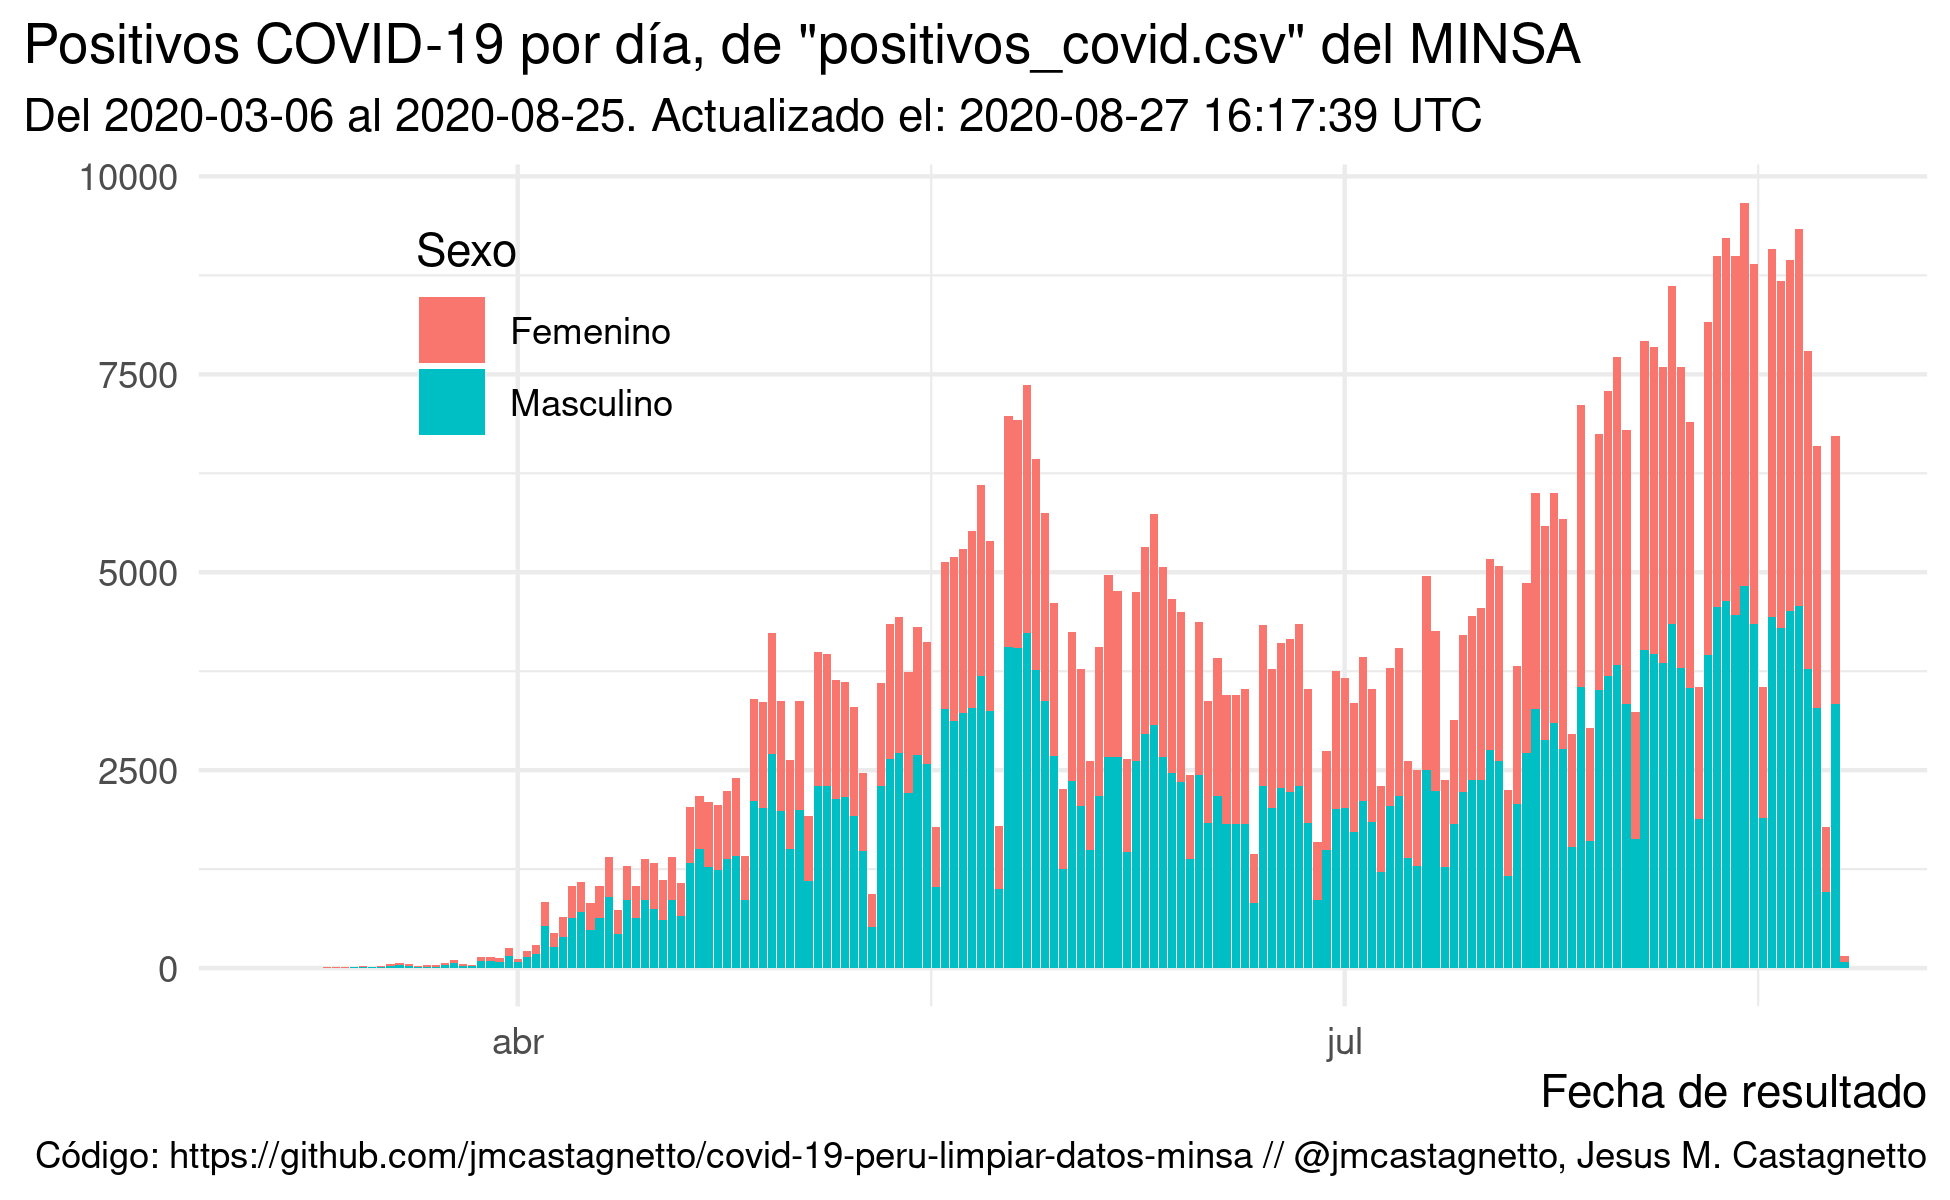 Positivos COVID-19 por día, de "positivos_covid.csv" del MINSA
Del 2020-03-06 al 2020-08-25. Actualizado el: 2020-08-27 16:17:39 UTC
10000
7500
5000
2500
0
Sexo
Femenino
Masculino
abr
jul
Fecha de resultado
Código: https://github.com/jmcastagnetto/covid-19-peru-limpiar-datos-minsa // @jmcastagnetto, Jesus M. Castagnetto